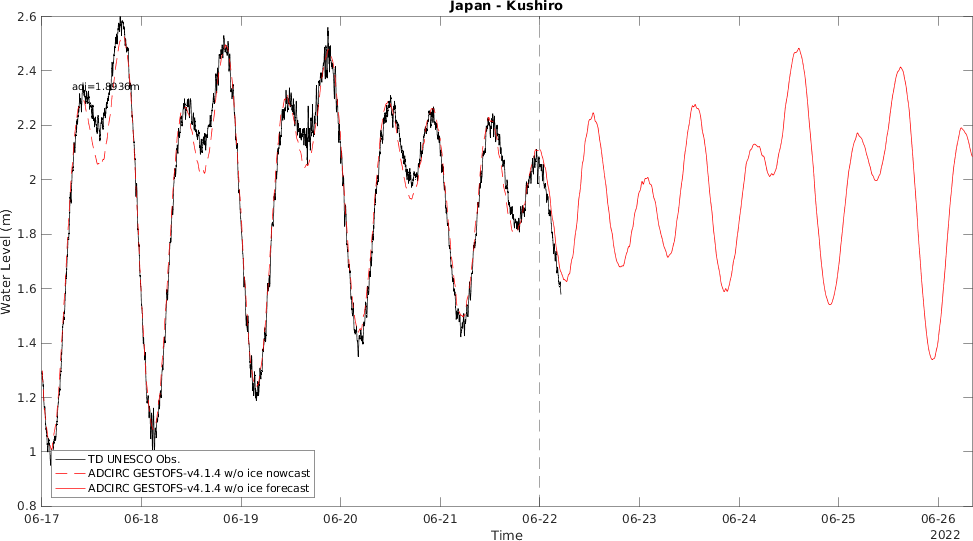 Japan - Kushiro
2.6
2.4
adj=1.8936m
2.2
2
1.8
Water Level (m)
1.6
1.4
1.2
1
0.8
TD UNESCO Obs.
ADCIRC GESTOFS-v4.1.4 w/o ice nowcast
ADCIRC GESTOFS-v4.1.4 w/o ice forecast
06-17 06-18 06-19 06-20 06-21 06-22 06-23 06-24 06-25 06-26
Time 2022